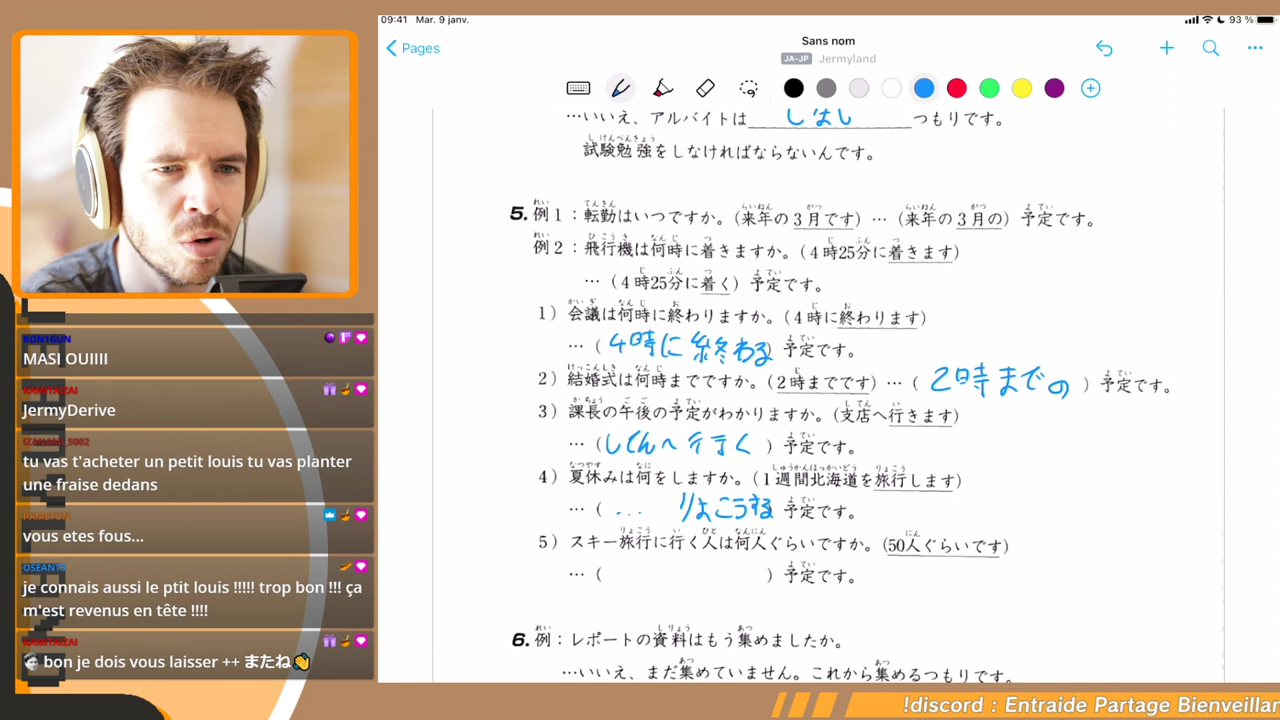 09:41 Mar. 9 janv.
93 %
Pages
Sans nom
JA-JP Jermyland
…いいえ、アルバイトは しない つもりです。
試験勉強をしなければならないんです。
5. 例1：転勤はいつですか。(来年の3月です) … (来年の3月の) 予定です。
例2：飛行機は何時に着きますか。(4時25分に着きます)
… (4時25分に着く) 予定です。
1) 会議は何時に終わりますか。(4時に終わります)
… ( 4時に終わる ) 予定です。
2) 結婚式は何時までですか。(2時までです) … ( 2時までの ) 予定です。
3) 課長の午後の予定がわかりますか。(支店へ行きます)
… (してんへ行く ) 予定です。
4) 夏休みは何をしますか。(1週間北海道を旅行します)
… ( … りょこうする 予定です。
5) スキー旅行に行く人は何人ぐらいですか。(50人ぐらいです)
… ( ) 予定です。
6. 例：レポートの資料はもう集めましたか。
…いいえ、まだ集めていません。これから集めるつもりです。
KON1GUN
MASI OUIIII
JermyDerive
IZANAMI_5002
tu vas t'acheter un petit louis tu vas planter
une fraise dedans
vous etes fous...
OSEANTS
je connais aussi le ptit louis !!!!! trop bon !!! ça
m'est revenus en tête !!!!
bon je dois vous laisser ++ またね👋
!discord : Entraide Partage Bienveillan